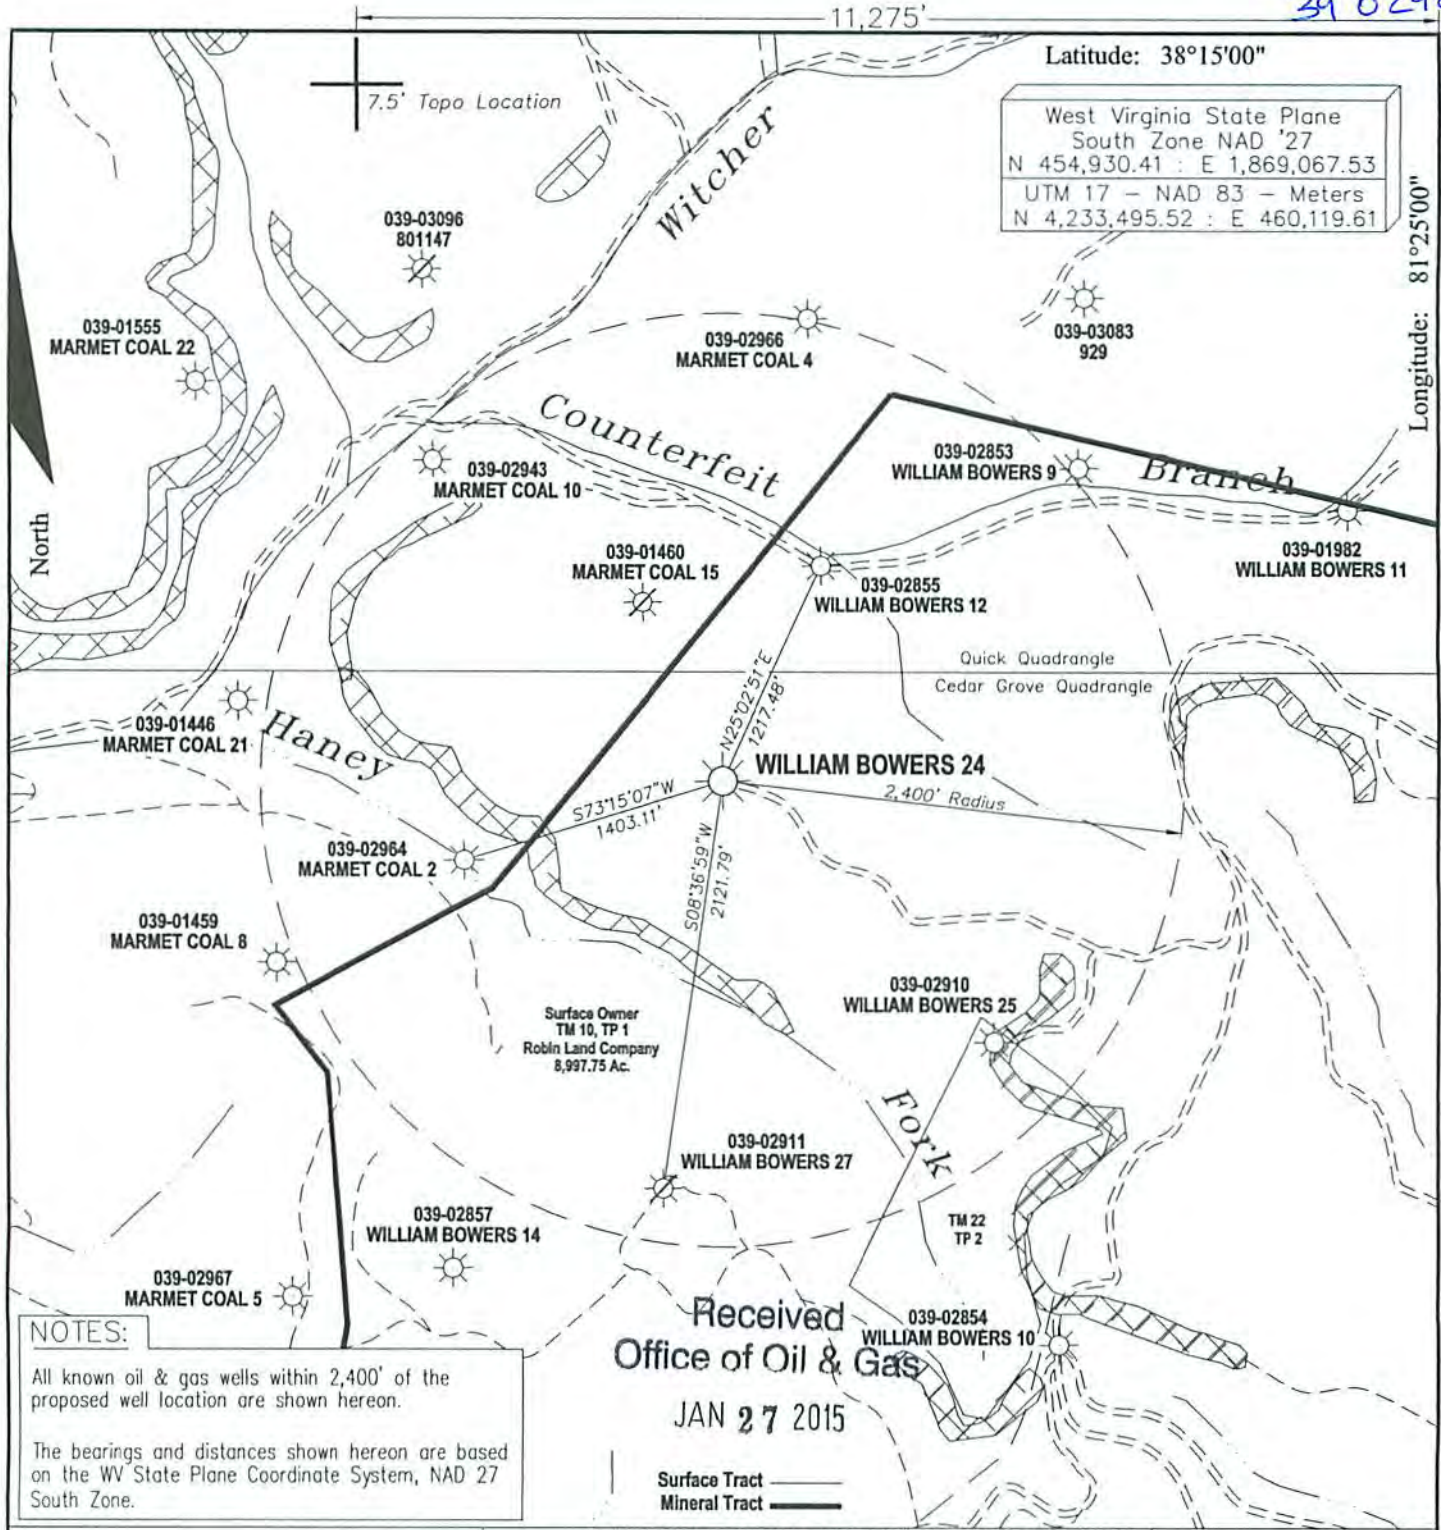 11,275'
Latitude: 38°15'00"
7.5' Topo Location
West Virginia State Plane
South Zone NAD '27
N 454,930.41 : E 1,869,067.53
UTM 17 - NAD 83 - Meters
N 4,233,495.52 : E 460,119.61
Longitude: 81°25'00"
Witcher
039-03096
801147
039-01555
MARMET COAL 22
039-02966
MARMET COAL 4
039-03083
929
Counterfeit
Branch
039-02943
MARMET COAL 10
039-02853
WILLIAM BOWERS 9
North
039-01460
MARMET COAL 15
039-01982
WILLIAM BOWERS 11
039-02855
WILLIAM BOWERS 12
Quick Quadrangle
Cedar Grove Quadrangle
N25°02'51"E
1217.48'
039-01446
MARMET COAL 21
Haney
WILLIAM BOWERS 24
2,400' Radius
S73°15'07"W
1403.11'
039-02964
MARMET COAL 2
S08°36'59"W
2121.79'
039-01459
MARMET COAL 8
039-02910
WILLIAM BOWERS 25
Surface Owner
TM 10, TP 1
Robin Land Company
8,997.75 Ac.
Fork
039-02911
WILLIAM BOWERS 27
039-02857
WILLIAM BOWERS 14
TM 22
TP 2
039-02967
MARMET COAL 5
039-02854
WILLIAM BOWERS 10
Received
Office of Oil & Gas
JAN 27 2015
NOTES:
All known oil & gas wells within 2,400' of the
proposed well location are shown hereon.
The bearings and distances shown hereon are based
on the WV State Plane Coordinate System, NAD 27
South Zone.
Surface Tract
Mineral Tract